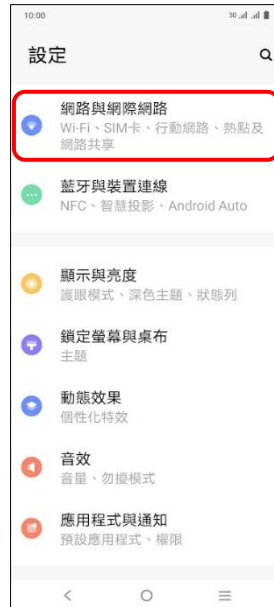 10:00
5G
設定
網路與網際網路
Wi-Fi、SIM卡、行動網路、熱點及
網路共享
藍牙與裝置連線
NFC、智慧投影、Android Auto
顯示與亮度
護眼模式、深色主題、狀態列
鎖定螢幕與桌布
主題
動態效果
個性化特效
音效
音量、勿擾模式
應用程式與通知
預設應用程式、權限